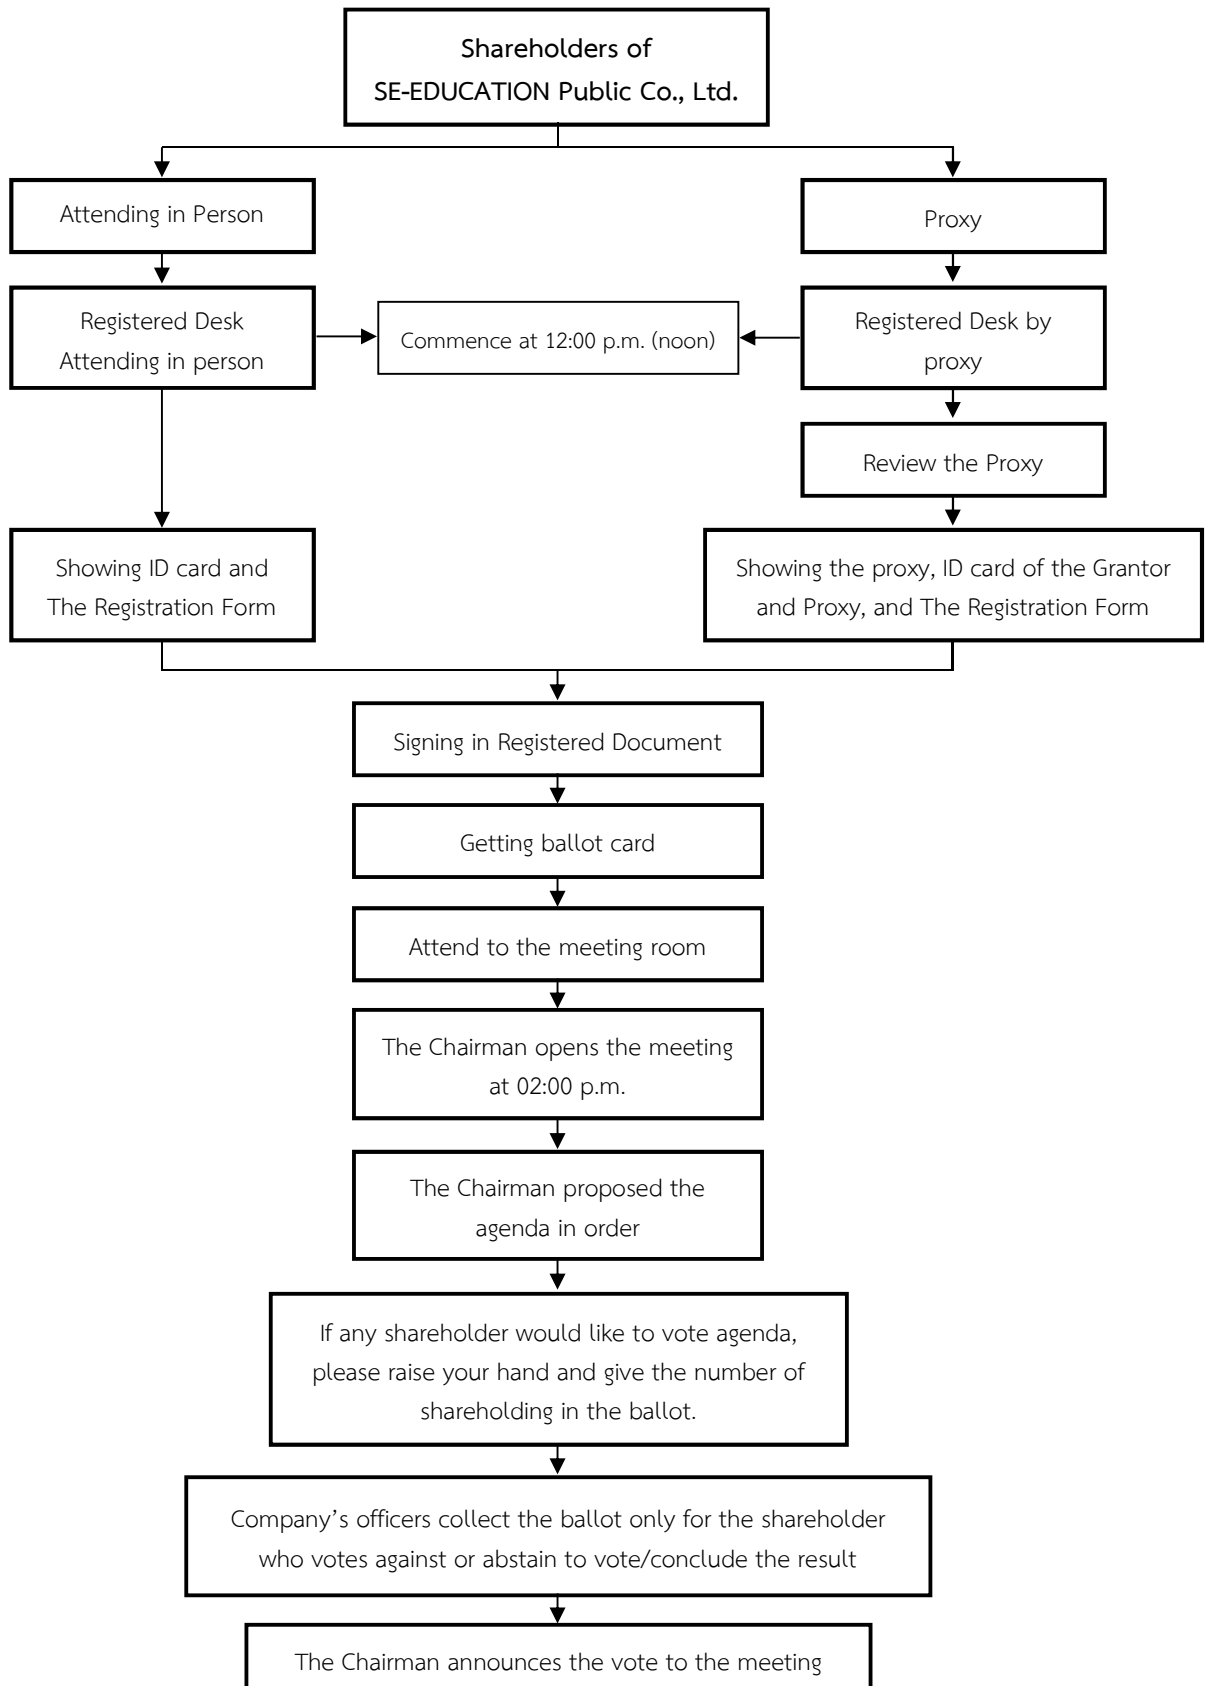 Shareholders of
SE-EDUCATION Public Co., Ltd.
Attending in Person
Proxy
Registered Desk
Attending in person
Commence at 12:00 p.m. (noon)
Registered Desk by
proxy
Review the Proxy
Showing ID card and
The Registration Form
Showing the proxy, ID card of the Grantor
and Proxy, and The Registration Form
Signing in Registered Document
Getting ballot card
Attend to the meeting room
The Chairman opens the meeting
at 02:00 p.m.
The Chairman proposed the
agenda in order
If any shareholder would like to vote agenda,
please raise your hand and give the number of
shareholding in the ballot.
Company’s officers collect the ballot only for the shareholder
who votes against or abstain to vote/conclude the result
The Chairman announces the vote to the meeting